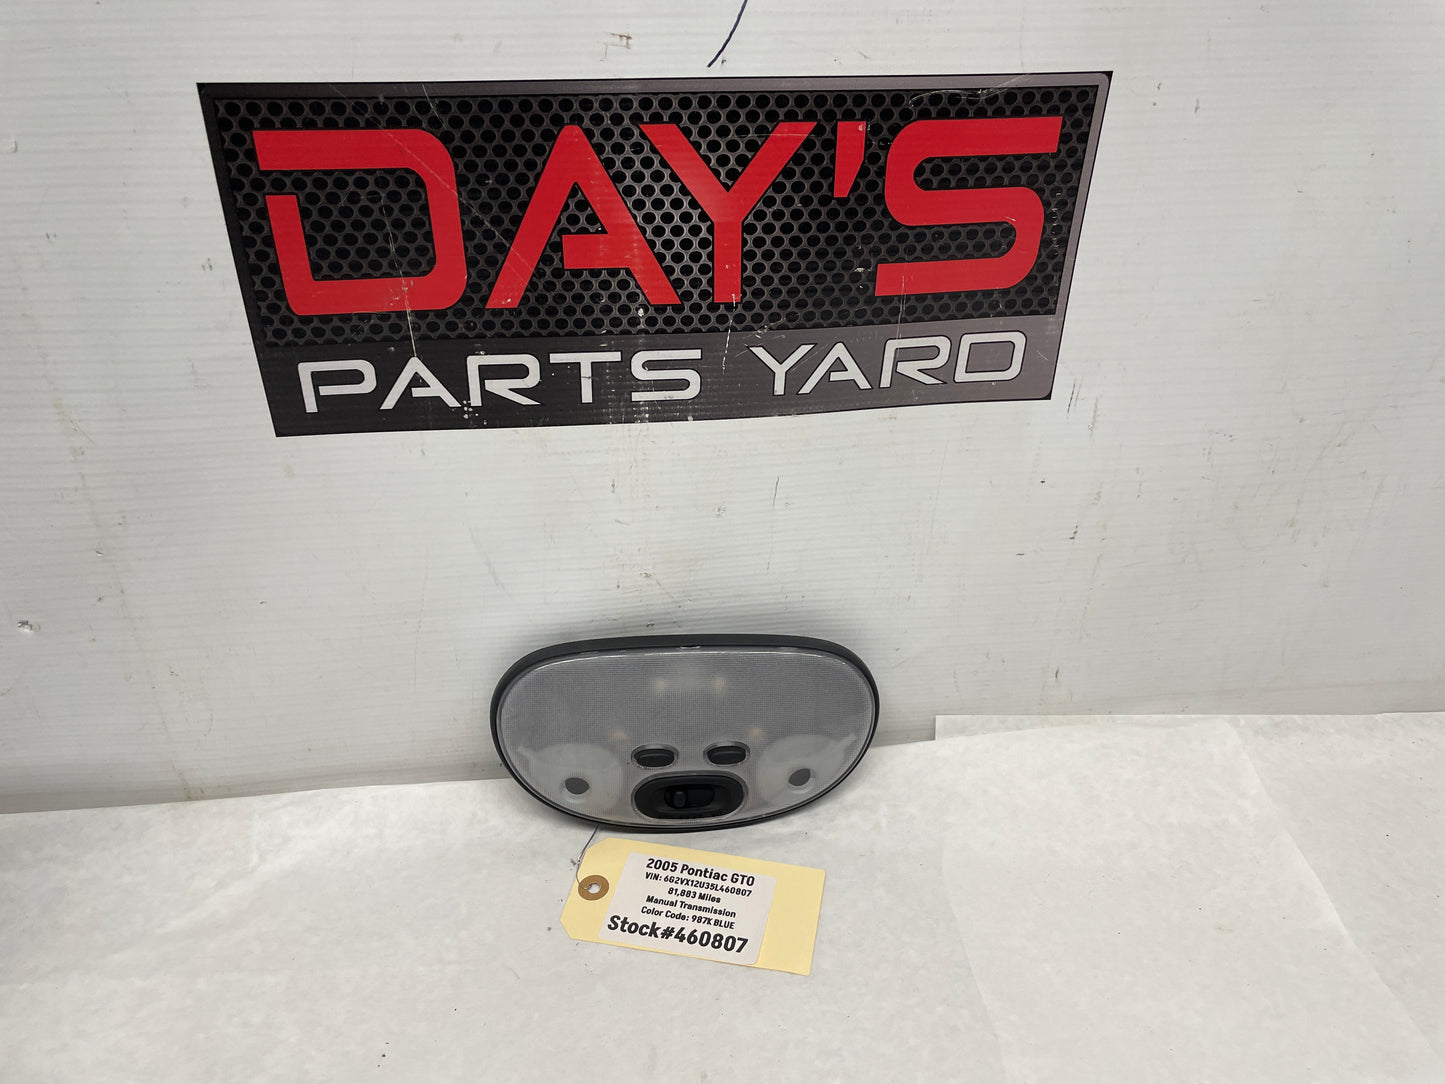 DAY'S
PARTS YARD
2005 Pontiac GTO
VIN: 6G2VX12U35L460807
81,883 Miles
Manual Transmission
Color Code: 987K BLUE
Stock#460807